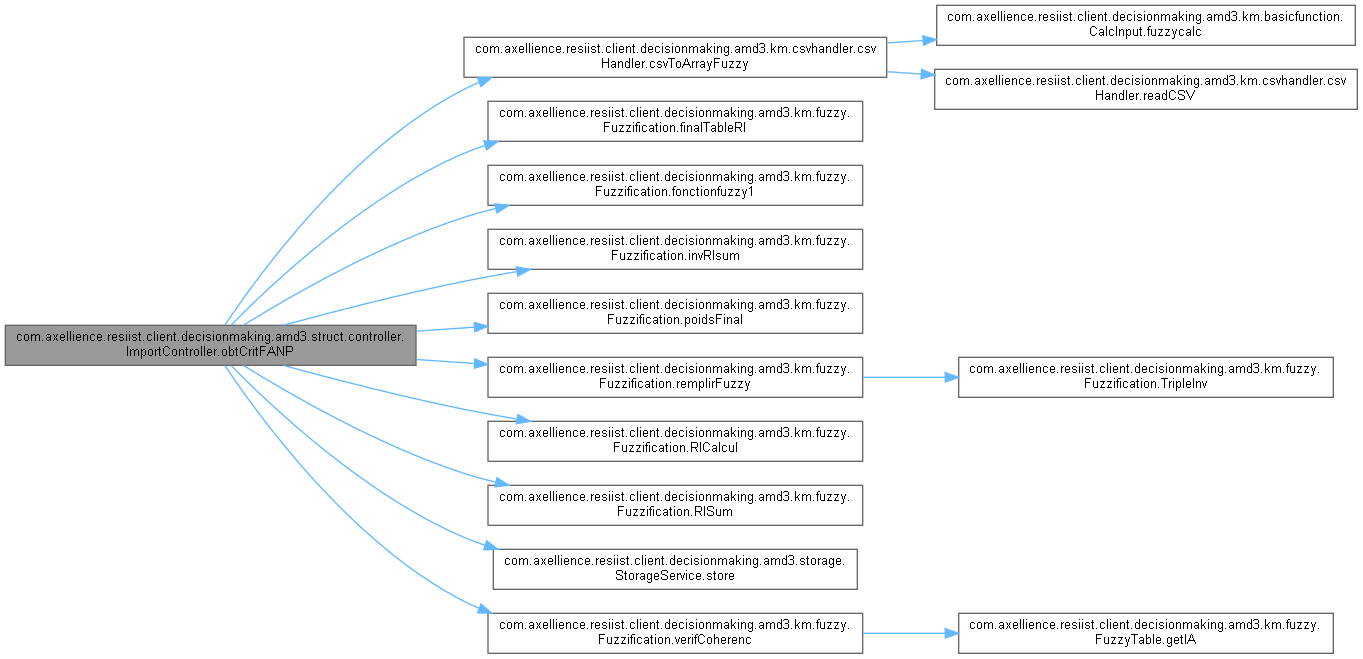 com.axellience.resiist.client.decisionmaking.amd3.struct.controller.
ImportController.obtCritFANP
com.axellience.resiist.client.decisionmaking.amd3.km.csvhandler.csv
Handler.csvToArrayFuzzy
com.axellience.resiist.client.decisionmaking.amd3.km.basicfunction.
CalcInput.fuzzycalc
com.axellience.resiist.client.decisionmaking.amd3.km.csvhandler.csv
Handler.readCSV
com.axellience.resiist.client.decisionmaking.amd3.km.fuzzy.
Fuzzification.finalTableRI
com.axellience.resiist.client.decisionmaking.amd3.km.fuzzy.
Fuzzification.fonctionfuzzy1
com.axellience.resiist.client.decisionmaking.amd3.km.fuzzy.
Fuzzification.invRIsum
com.axellience.resiist.client.decisionmaking.amd3.km.fuzzy.
Fuzzification.poidsFinal
com.axellience.resiist.client.decisionmaking.amd3.km.fuzzy.
Fuzzification.remplirFuzzy
com.axellience.resiist.client.decisionmaking.amd3.km.fuzzy.
Fuzzification.TripleInv
com.axellience.resiist.client.decisionmaking.amd3.km.fuzzy.
Fuzzification.RICalcul
com.axellience.resiist.client.decisionmaking.amd3.km.fuzzy.
Fuzzification.RISum
com.axellience.resiist.client.decisionmaking.amd3.storage.
StorageService.store
com.axellience.resiist.client.decisionmaking.amd3.km.fuzzy.
Fuzzification.verifCoherenc
com.axellience.resiist.client.decisionmaking.amd3.km.fuzzy.
FuzzyTable.getIA